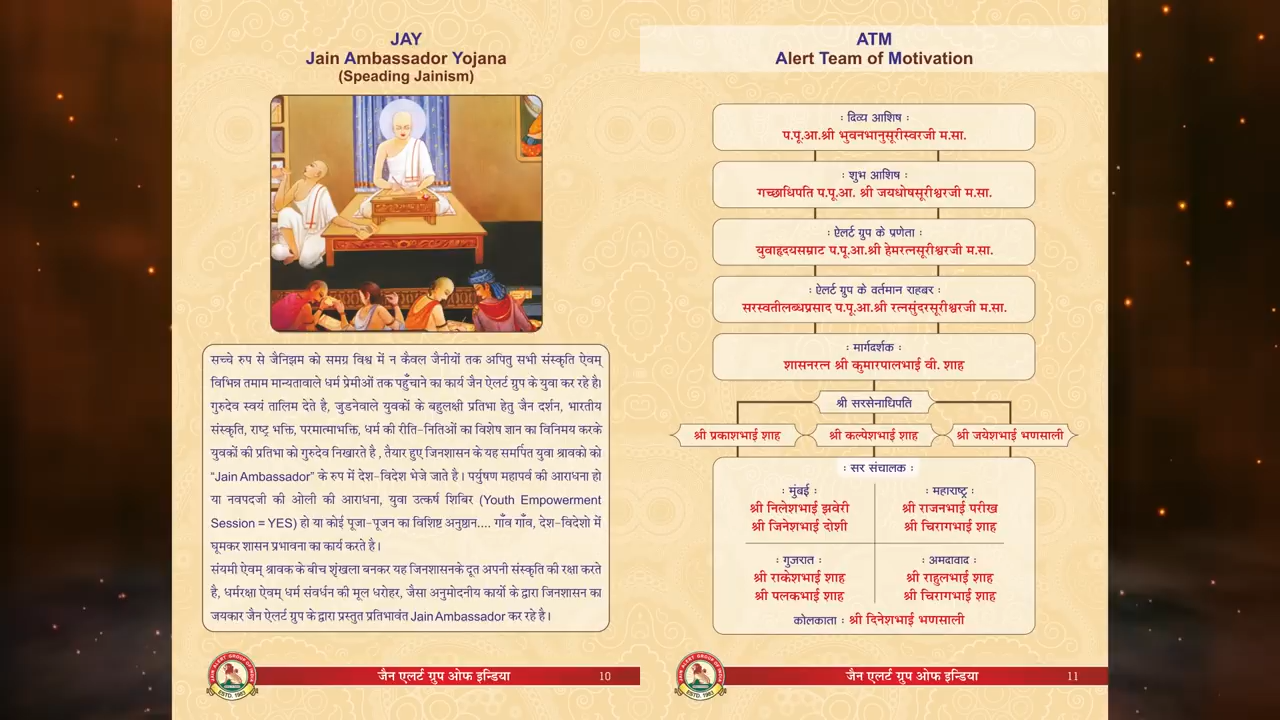 JAY
Jain Ambassador Yojana
(Speading Jainism)
सच्चे रुप से जैनिझम को समग्र विश्व में न कैवल जैनीयों तक अपितु सभी संस्कृति ऐवम्
विभिन्न तमाम मान्यतावाले धर्म प्रेमीओं तक पहुँचाने का कार्य जैन ऐलर्ट ग्रुप के युवा कर रहे है।
गुरुदेव स्वयं तालिम देते है, जुडनेवाले युवकों के बहुलक्षी प्रतिभा हेतु जैन दर्शन, भारतीय
संस्कृति, राष्ट्र भक्ति, परमात्माभक्ति, धर्म की रीति-नितिओं का विशेष ज्ञान का विनिमय करके
युवकों की प्रतिभा को गुरुदेव निखारते है , तैयार हुए जिनशासन के यह समर्पित युवा श्रावको को
“Jain Ambassador” के रुप में देश-विदेश भेजे जाते है । पर्युषण महापर्व की आराधना हो
या नवपदजी की ओली की आराधना, युवा उत्कर्ष शिबिर (Youth Empowerment
Session = YES) हो या कोई पूजा-पूजन का विशिष्ट अनुष्ठान.... गाँव गाँव, देश-विदेशो में
घूमकर शासन प्रभावना का कार्य करते है ।
संयमी ऐवम् श्रावक के बीच शृंखला बनकर यह जिनशासनके दूत अपनी संस्कृति की रक्षा करते
है, धर्मरक्षा ऐवम् धर्म संवर्धन की मूल धरोहर, जैसा अनुमोदनीय कार्यो के द्वारा जिनशासन का
जयकार जैन ऐलर्ट ग्रुप के द्वारा प्रस्तुत प्रतिभावंत Jain Ambassador कर रहे है ।
जैन एलर्ट ग्रुप ओफ इन्डिया
10
ATM
Alert Team of Motivation
: दिव्य आशिष :
प.पू.आ.श्री भुवनभानुसूरीस्वरजी म.सा.
: शुभ आशिष :
गच्छाधिपति प.पू.आ. श्री जयघोषसूरीश्वरजी म.सा.
: ऐलर्ट ग्रुप के प्रणेता :
युवाहृदयसम्राट प.पू.आ.श्री हेमरत्नसूरीश्वरजी म.सा.
: ऐलर्ट ग्रुप के वर्तमान राहबर :
सरस्वतीलब्धप्रसाद प.पू.आ.श्री रत्नसुंदरसूरीश्वरजी म.सा.
: मार्गदर्शक :
शासनरत्न श्री कुमारपालभाई वी. शाह
श्री सरसेनाधिपति
श्री प्रकाशभाई शाह श्री कल्पेशभाई शाह श्री जयेशभाई भणसाली
: सर संचालक :
: मुंबई :
श्री निलेशभाई झवेरी
श्री जिनेशभाई दोशी
: महाराष्ट्र :
श्री राजनभाई परीख
श्री चिरागभाई शाह
: गुजरात :
श्री राकेशभाई शाह
श्री पलकभाई शाह
: अमदावाद :
श्री राहुलभाई शाह
श्री चिरागभाई शाह
कोलकाता : श्री दिनेशभाई भणसाली
जैन एलर्ट ग्रुप ओफ इन्डिया
11